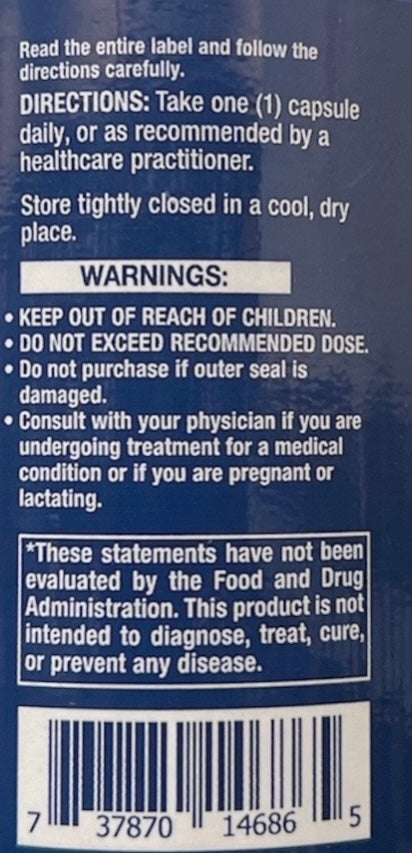 Read the entire label and follow the
directions carefully.
DIRECTIONS: Take one (1) capsule
daily, or as recommended by a
healthcare practitioner.
Store tightly closed in a cool, dry
place.
WARNINGS:
• KEEP OUT OF REACH OF CHILDREN.
• DO NOT EXCEED RECOMMENDED DOSE.
• Do not purchase if outer seal is
damaged.
• Consult with your physician if you are
undergoing treatment for a medical
condition or if you are pregnant or
lactating.
*These statements have not been
evaluated by the Food and Drug
Administration. This product is not
intended to diagnose, treat, cure,
or prevent any disease.
7 37870 14686 5